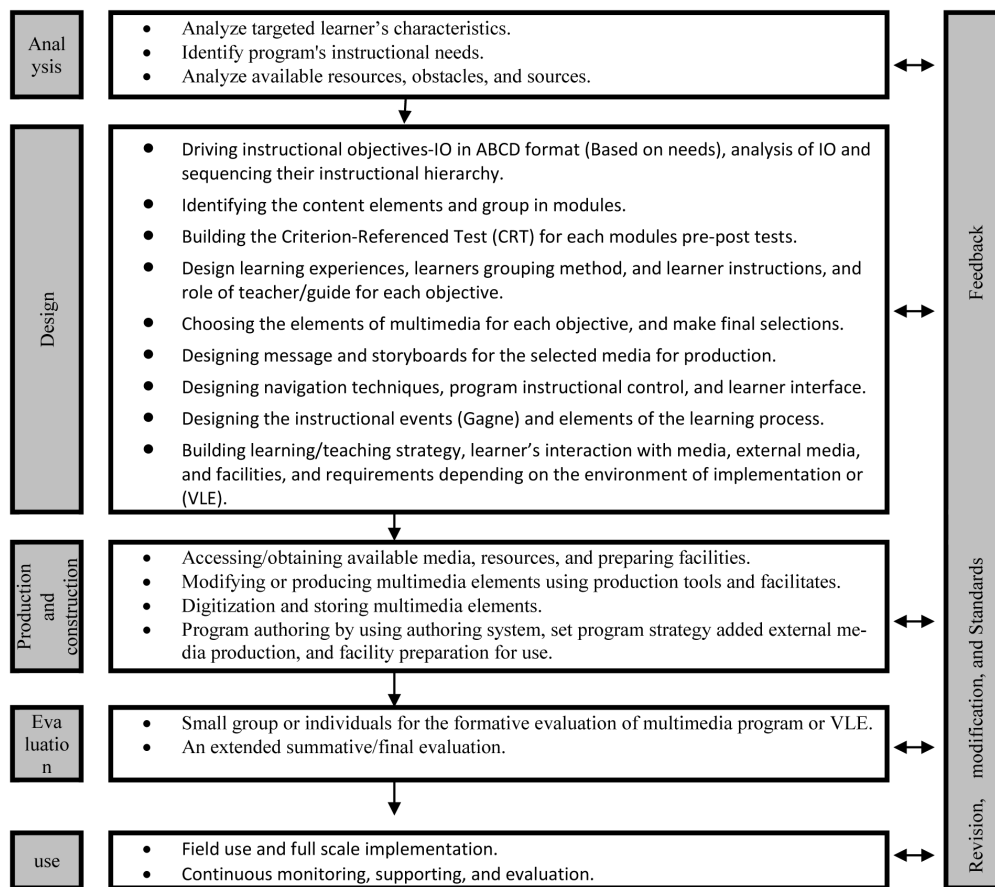 Anal
ysis
• Analyze targeted learner’s characteristics.
• Identify program's instructional needs.
• Analyze available resources, obstacles, and sources.
Design
• Driving instructional objectives-IO in ABCD format (Based on needs), analysis of IO and
sequencing their instructional hierarchy.
• Identifying the content elements and group in modules.
• Building the Criterion-Referenced Test (CRT) for each modules pre-post tests.
• Design learning experiences, learners grouping method, and learner instructions, and
role of teacher/guide for each objective.
• Choosing the elements of multimedia for each objective, and make final selections.
• Designing message and storyboards for the selected media for production.
• Designing navigation techniques, program instructional control, and learner interface.
• Designing the instructional events (Gagne) and elements of the learning process.
• Building learning/teaching strategy, learner’s interaction with media, external media,
and facilities, and requirements depending on the environment of implementation or
(VLE).
Production
and
construction
• Accessing/obtaining available media, resources, and preparing facilities.
• Modifying or producing multimedia elements using production tools and facilitates.
• Digitization and storing multimedia elements.
• Program authoring by using authoring system, set program strategy added external me-
dia production, and facility preparation for use.
Eva
luatio
n
• Small group or individuals for the formative evaluation of multimedia program or VLE.
• An extended summative/final evaluation.
use
• Field use and full scale implementation.
• Continuous monitoring, supporting, and evaluation.
Revision, modification, and Standards Feedback